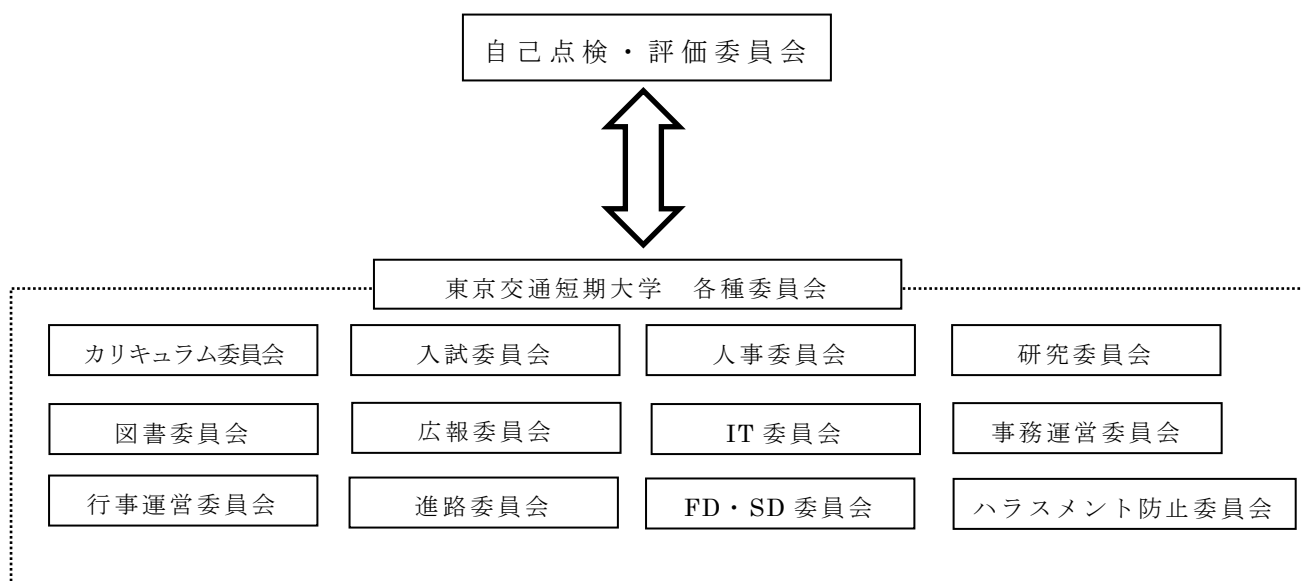 自己点検・評価委員会
東京交通短期大学　各種委員会
カリキュラム委員会
入試委員会
人事委員会
研究委員会
図書委員会
広報委員会
IT 委員会
事務運営委員会
行事運営委員会
進路委員会
FD・SD 委員会
ハラスメント防止委員会